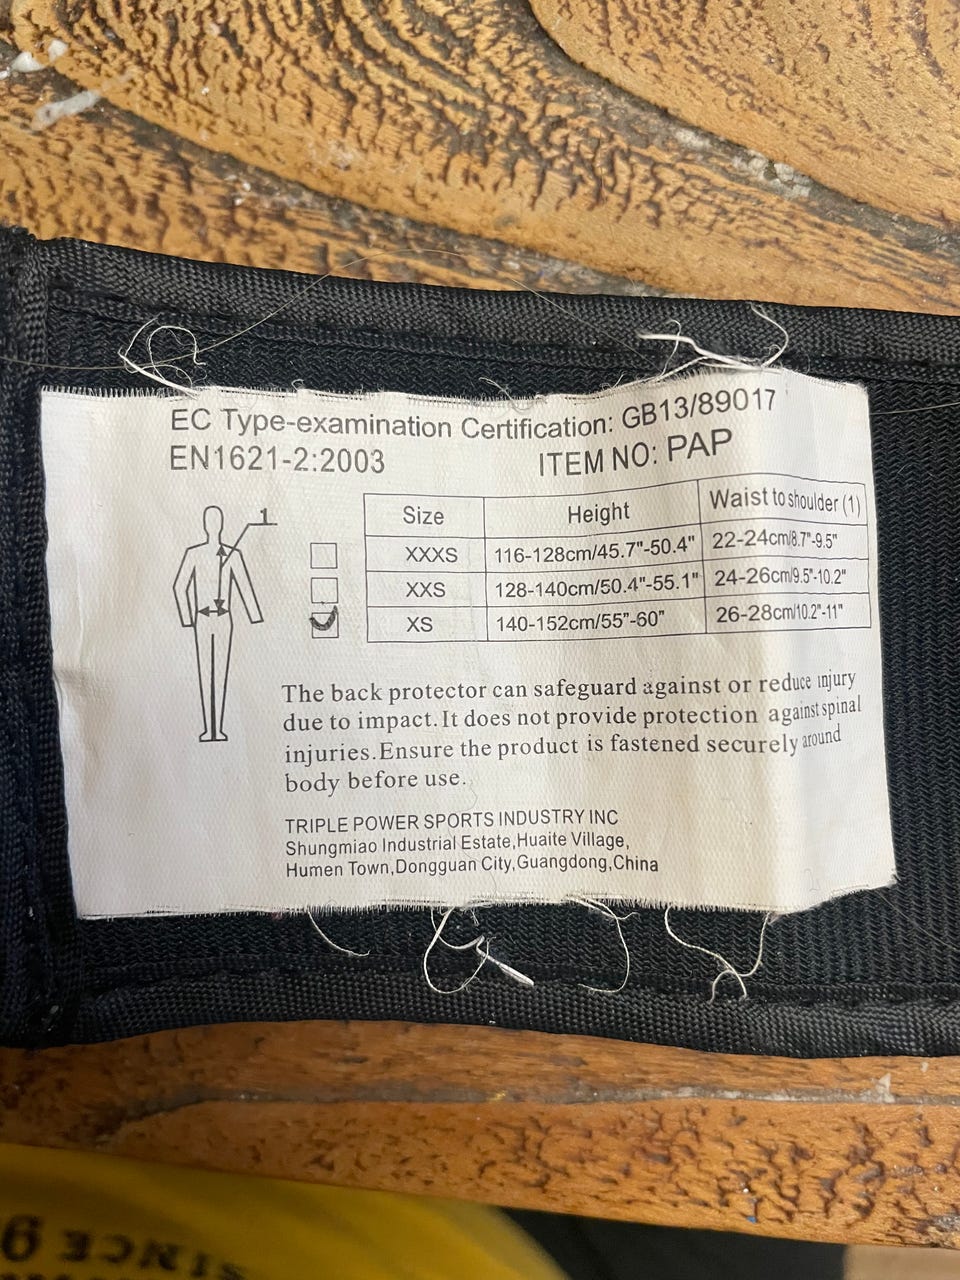 EC Type-examination Certification: GB13/89017
EN1621-2:2003 ITEM NO: PAP
1
Size Height Waist to shoulder (1)
XXXS 116-128cm/45.7"-50.4" 22-24cm/8.7"-9.5"
XXS 128-140cm/50.4"-55.1" 24-26cm/9.5"-10.2"
XS 140-152cm/55"-60" 26-28cm/10.2"-11"
The back protector can safeguard against or reduce injury
due to impact.It does not provide protection against spinal
injuries.Ensure the product is fastened securely around
body before use.
TRIPLE POWER SPORTS INDUSTRY INC
Shungmiao Industrial Estate,Huaite Village,
Humen Town,Dongguan City,Guangdong,China
SINCE